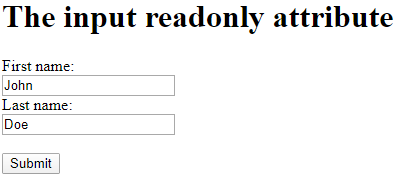 The input readonly attribute
First name:
John
Last name:
Doe
Submit